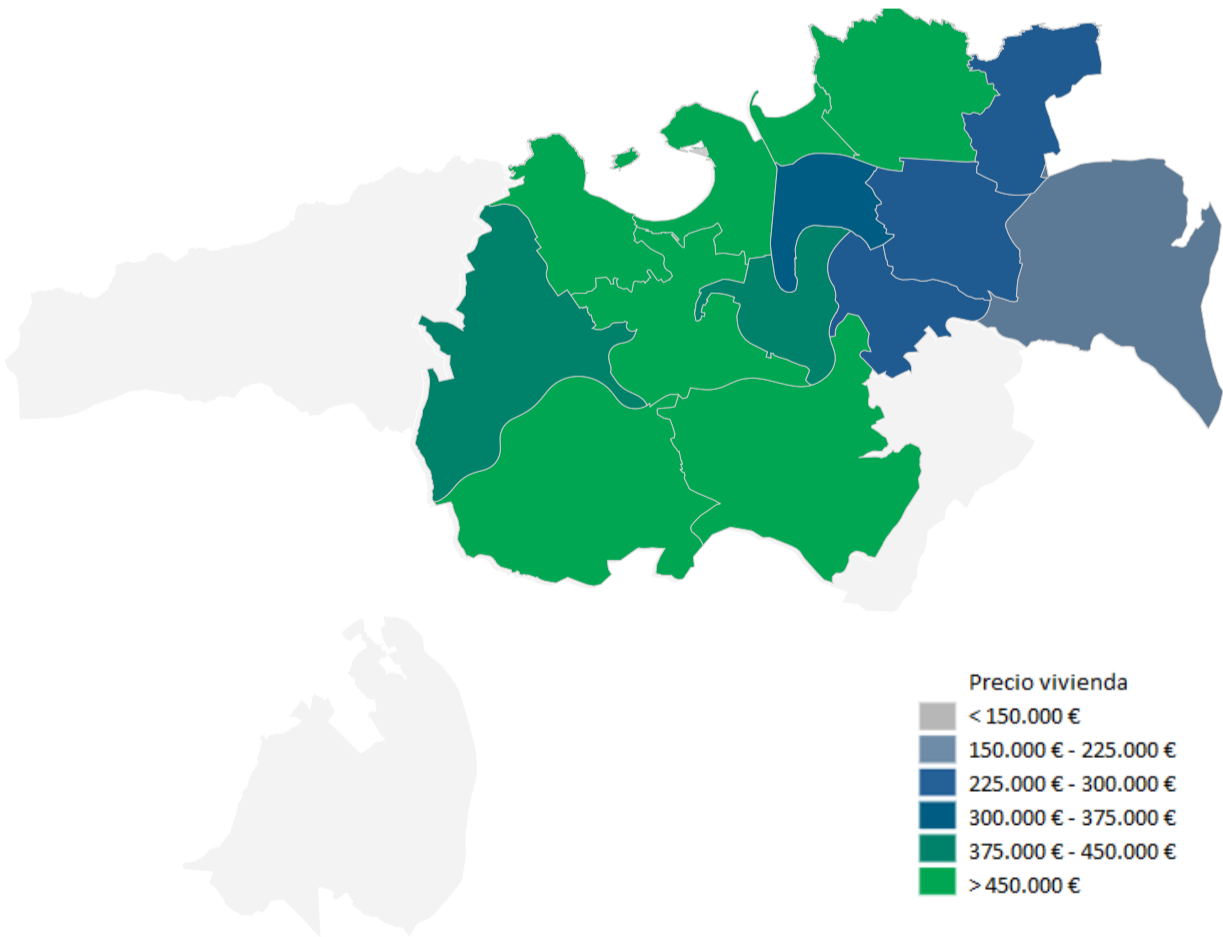 Precio vivienda
< 150.000 €
150.000 € - 225.000 €
225.000 € - 300.000 €
300.000 € - 375.000 €
375.000 € - 450.000 €
> 450.000 €